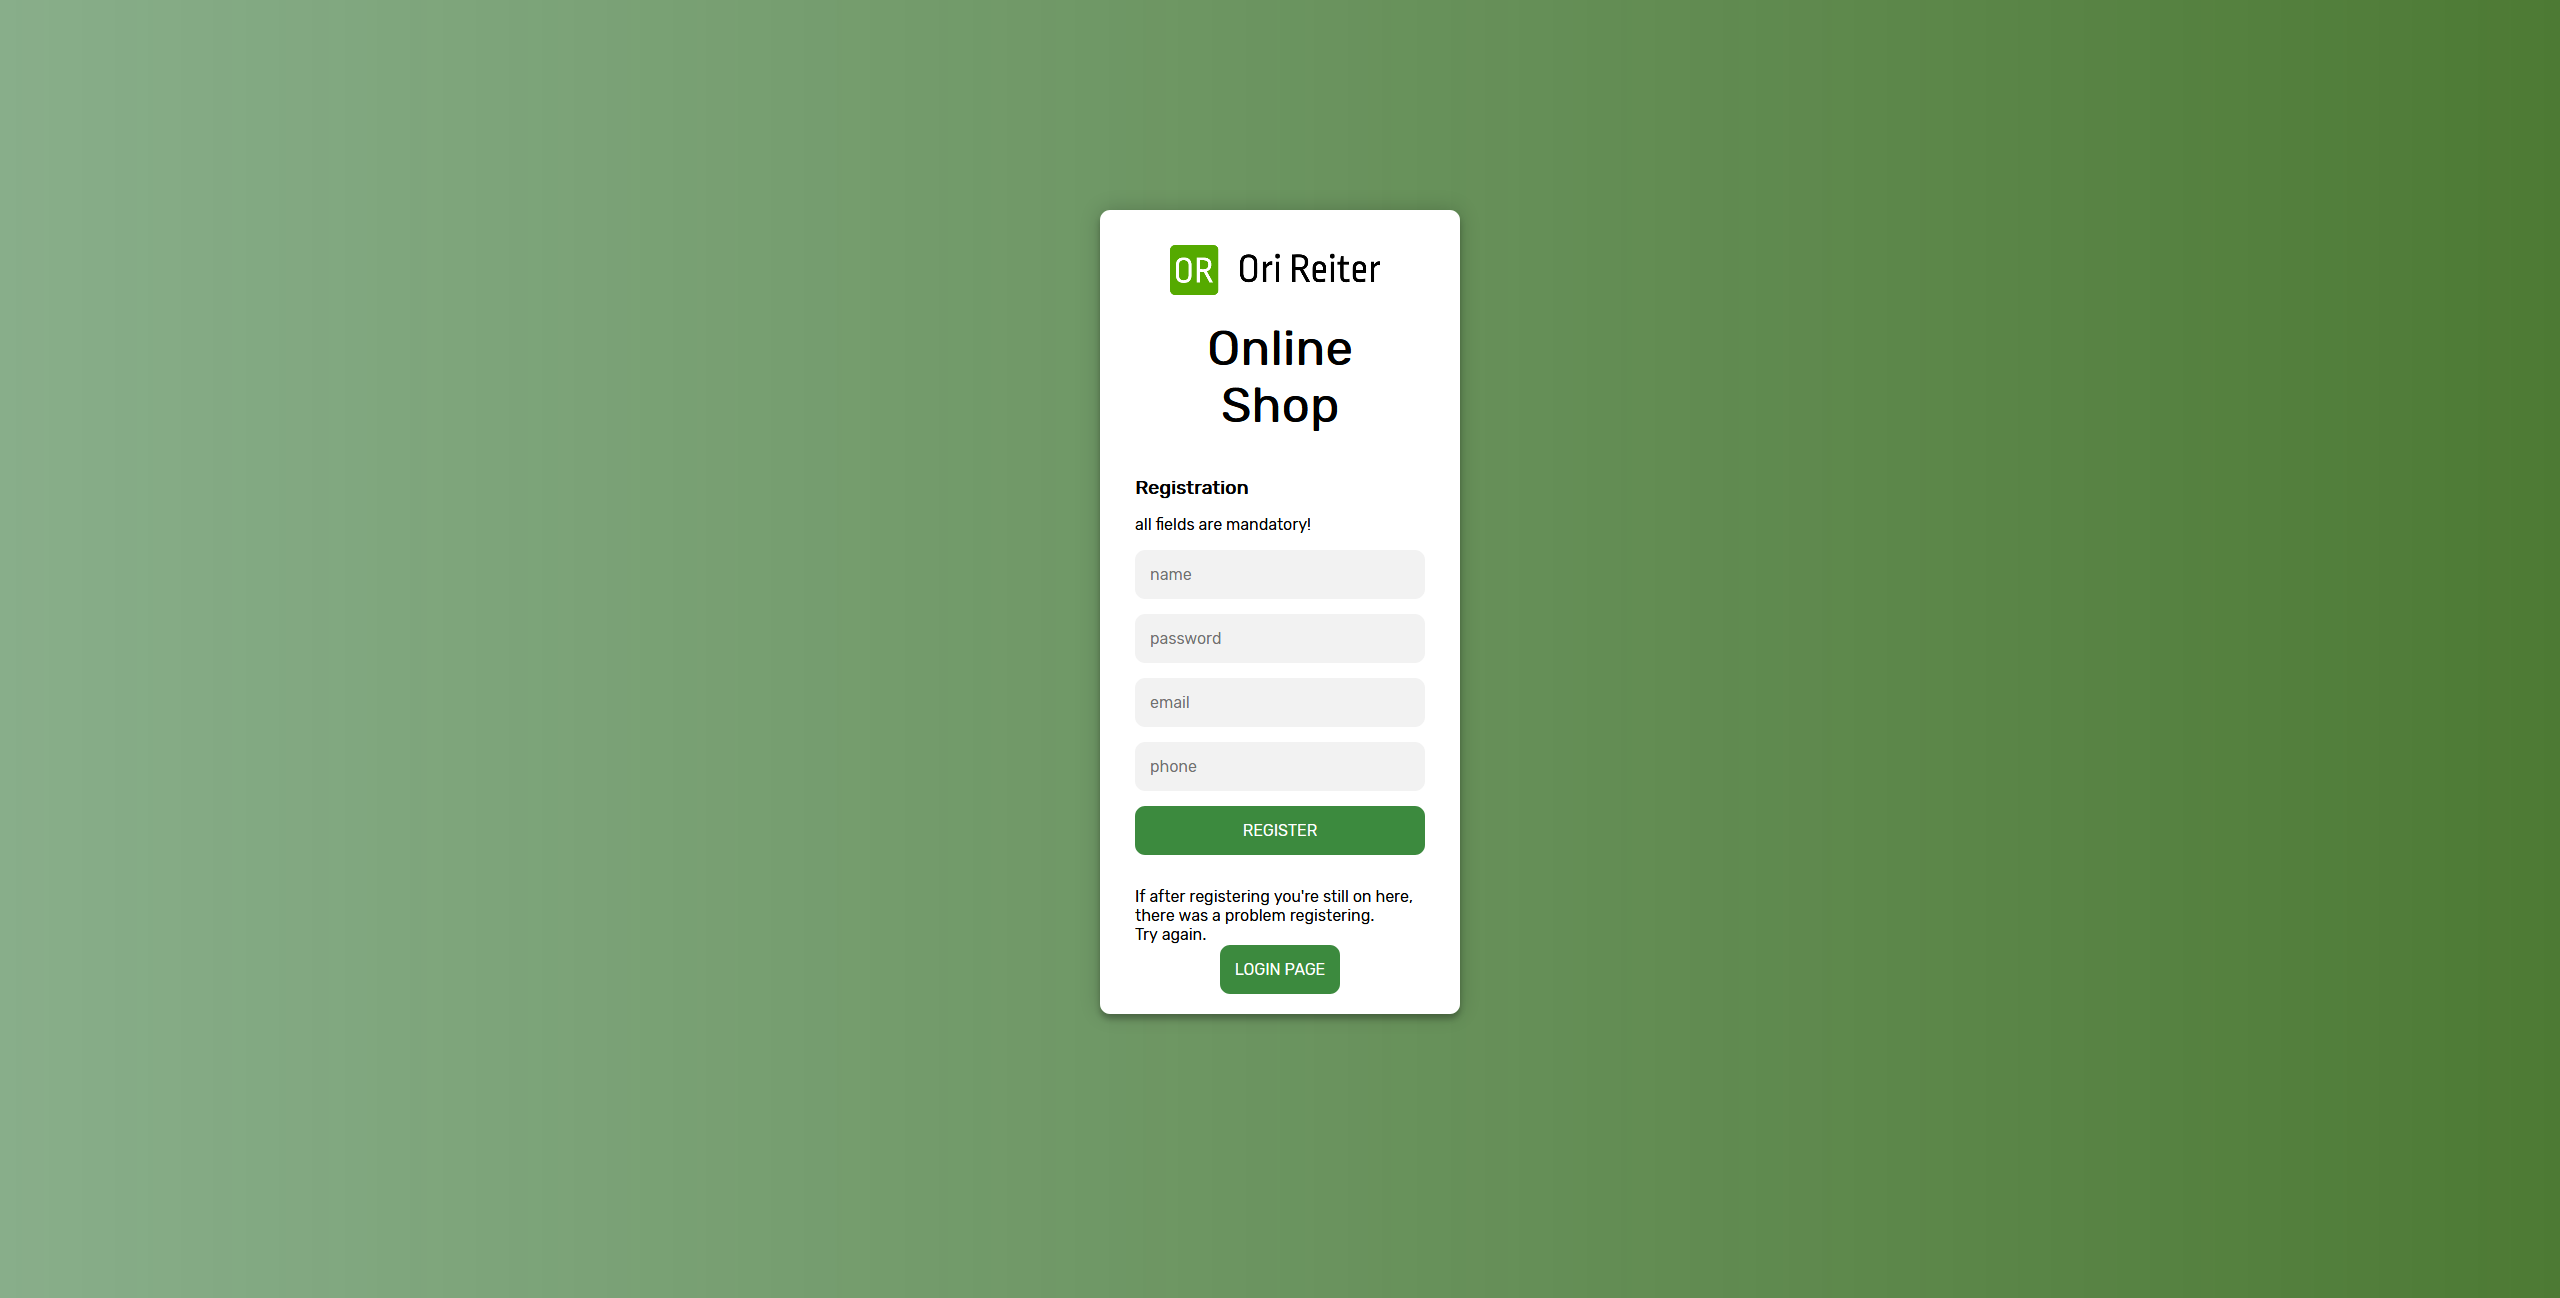 OR Ori Reiter
Online
Shop
Registration
all fields are mandatory!
name
password
email
phone
REGISTER
If after registering you're still on here,
there was a problem registering.
Try again.
LOGIN PAGE